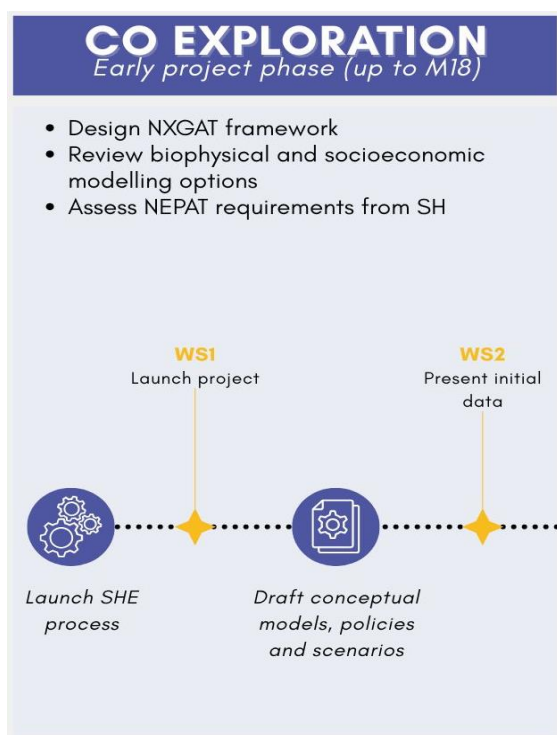 CO EXPLORATION
Early project phase (up to M18)
• Design NXGAT framework
• Review biophysical and socioeconomic
modelling options
• Assess NEPAT requirements from SH
WS1
Launch project
WS2
Present initial
data
Launch SHE
process
Draft conceptual
models, policies
and scenarios